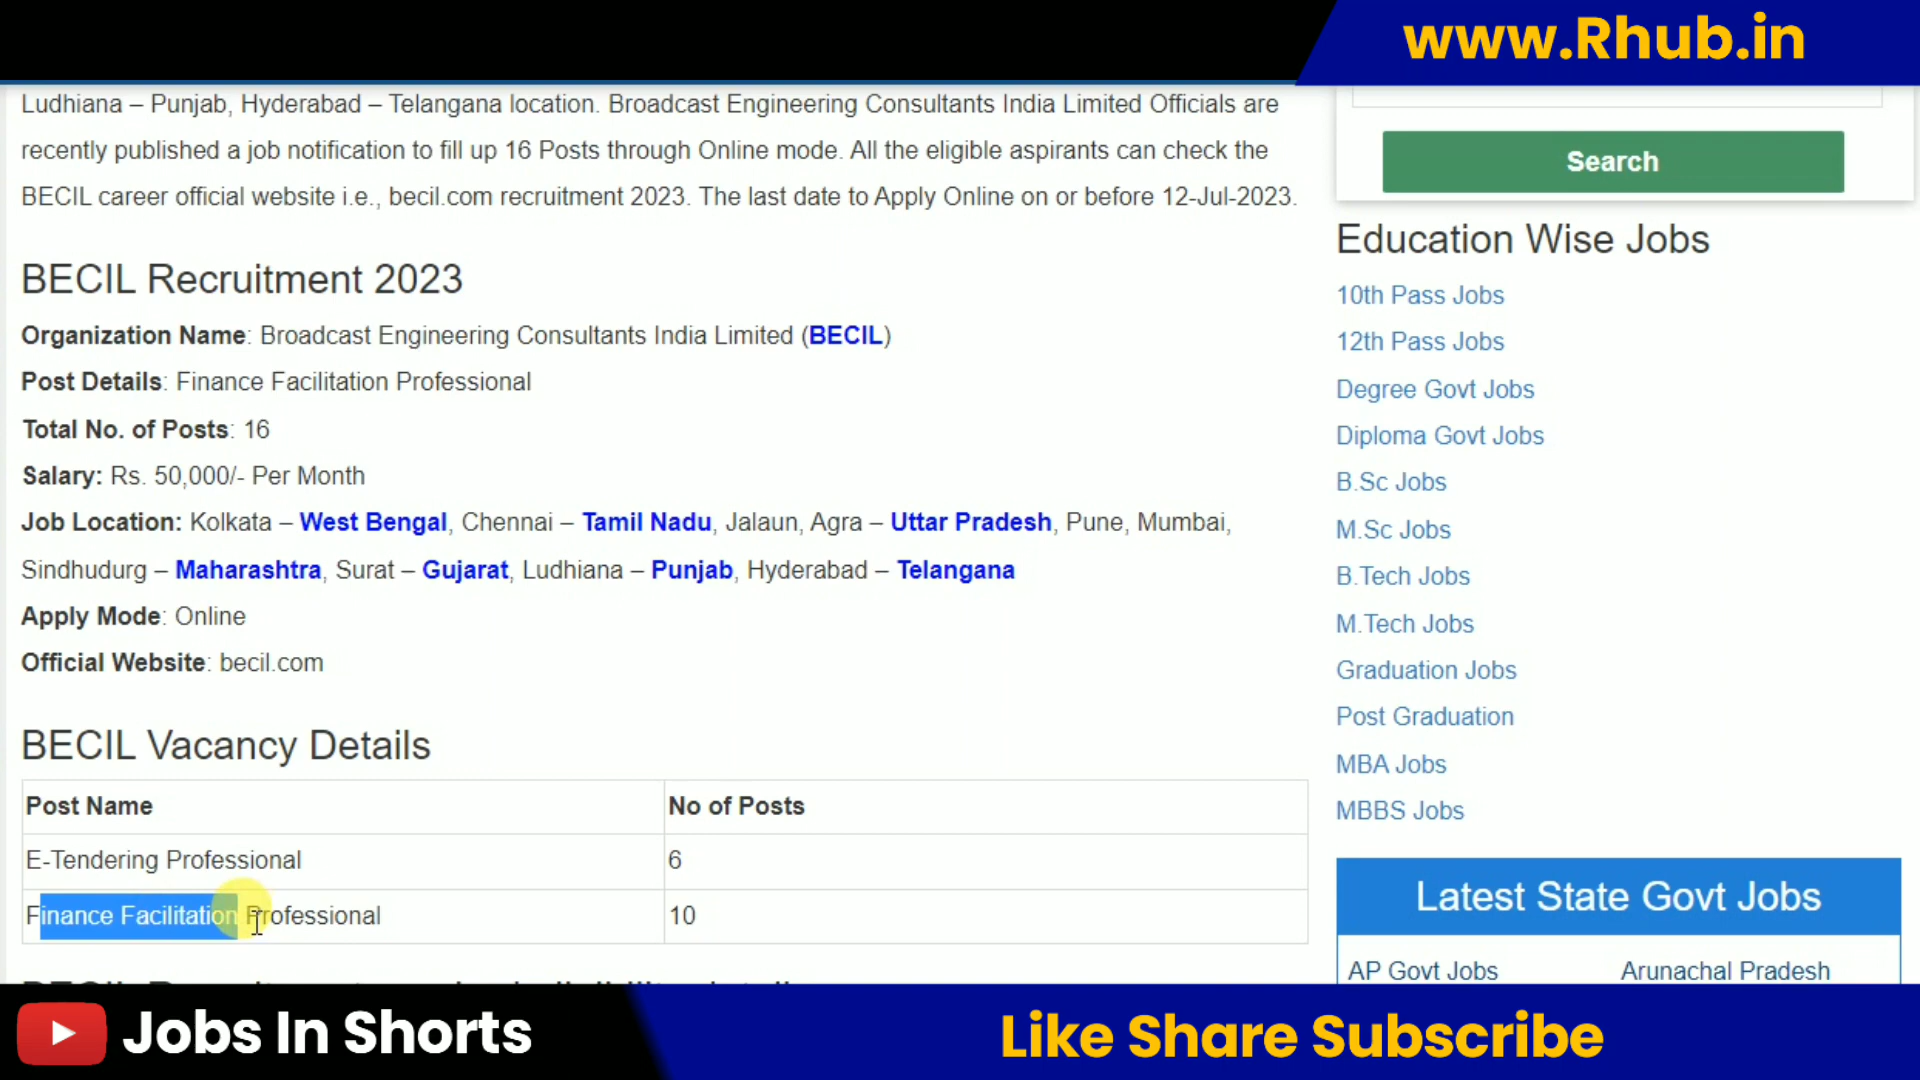 www.Rhub.in
Ludhiana – Punjab, Hyderabad – Telangana location. Broadcast Engineering Consultants India Limited Officials are
recently published a job notification to fill up 16 Posts through Online mode. All the eligible aspirants can check the
BECIL career official website i.e., becil.com recruitment 2023. The last date to Apply Online on or before 12-Jul-2023.
BECIL Recruitment 2023
Organization Name: Broadcast Engineering Consultants India Limited (BECIL)
Post Details: Finance Facilitation Professional
Total No. of Posts: 16
Salary: Rs. 50,000/- Per Month
Job Location: Kolkata – West Bengal, Chennai – Tamil Nadu, Jalaun, Agra – Uttar Pradesh, Pune, Mumbai,
Sindhudurg – Maharashtra, Surat – Gujarat, Ludhiana – Punjab, Hyderabad – Telangana
Apply Mode: Online
Official Website: becil.com
BECIL Vacancy Details
Post Name No of Posts
E-Tendering Professional 6
Finance Facilitation Professional 10
Search
Education Wise Jobs
10th Pass Jobs
12th Pass Jobs
Degree Govt Jobs
Diploma Govt Jobs
B.Sc Jobs
M.Sc Jobs
B.Tech Jobs
M.Tech Jobs
Graduation Jobs
Post Graduation
MBA Jobs
MBBS Jobs
Latest State Govt Jobs
AP Govt Jobs Arunachal Pradesh
Jobs In Shorts
Like Share Subscribe